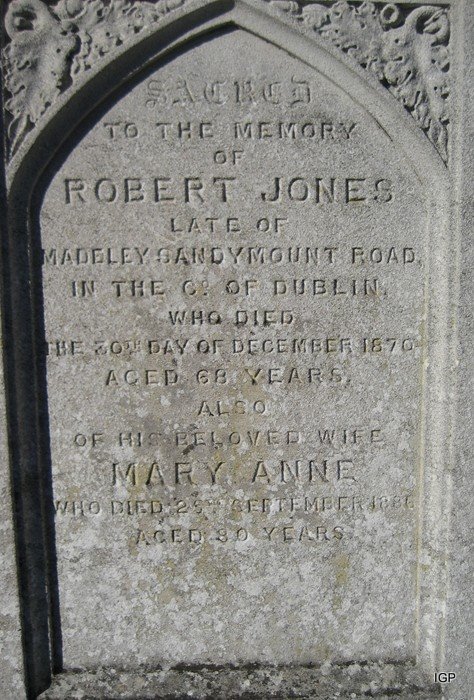 SACRED
TO THE MEMORY
OF
ROBERT JONES
LATE OF
MADELEY SANDYMOUNT ROAD,
IN THE Co. OF DUBLIN,
WHO DIED
THE 30TH DAY OF DECEMBER 1870
AGED 68 YEARS,
ALSO
OF HIS BELOVED WIFE
MARY ANNE
WHO DIED SEPTEMBER
AGED 80 YEARS
IGP